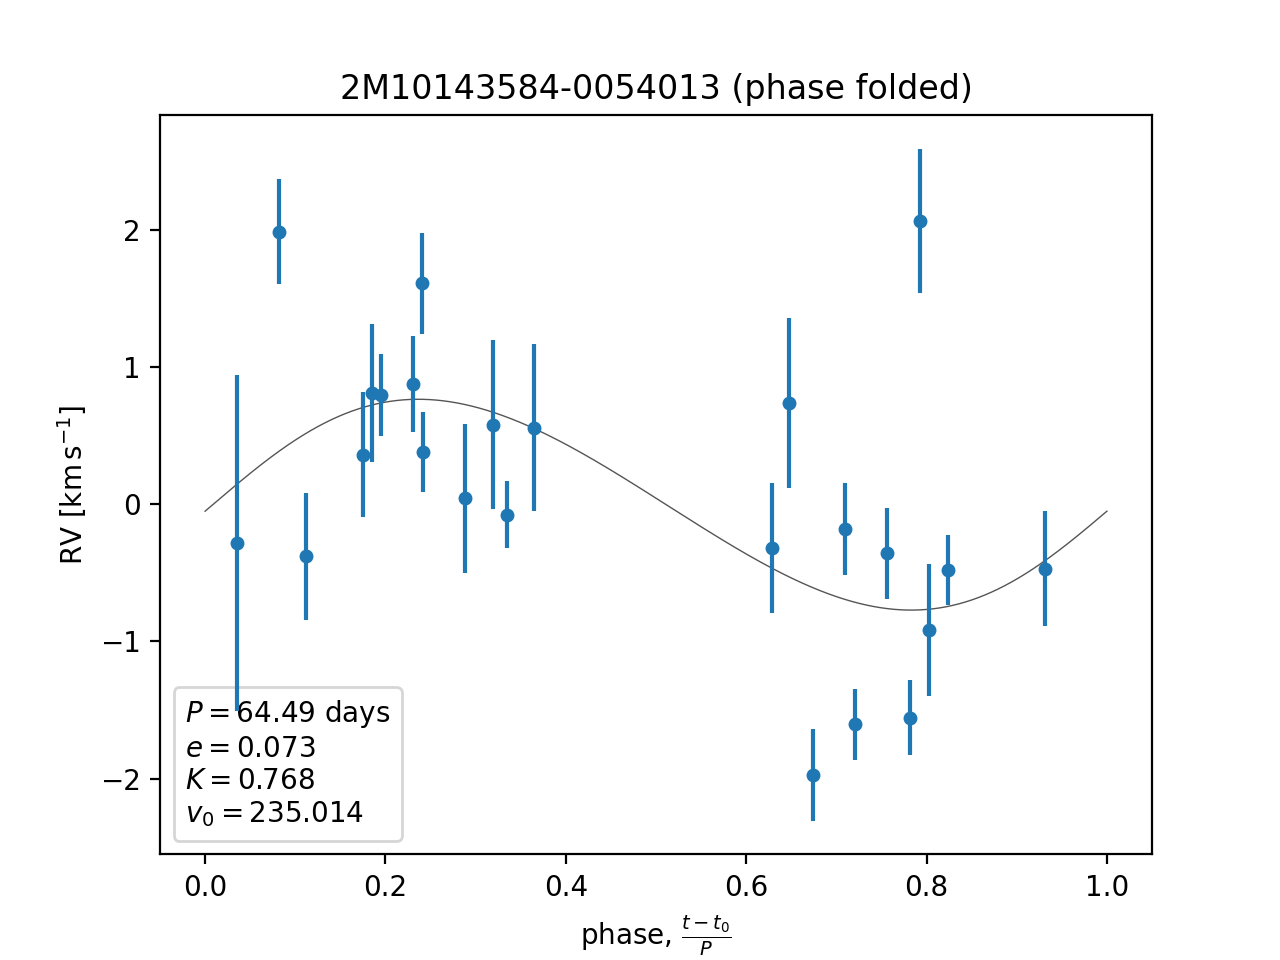 2M10143584-0054013 (phase folded)
RV [km s⁻¹]
2
1
0
−1
−2
P = 64.49 days
e = 0.073
K = 0.768
v₀ = 235.014
0.0 0.2 0.4 0.6 0.8 1.0
phase, (t − t₀)/P